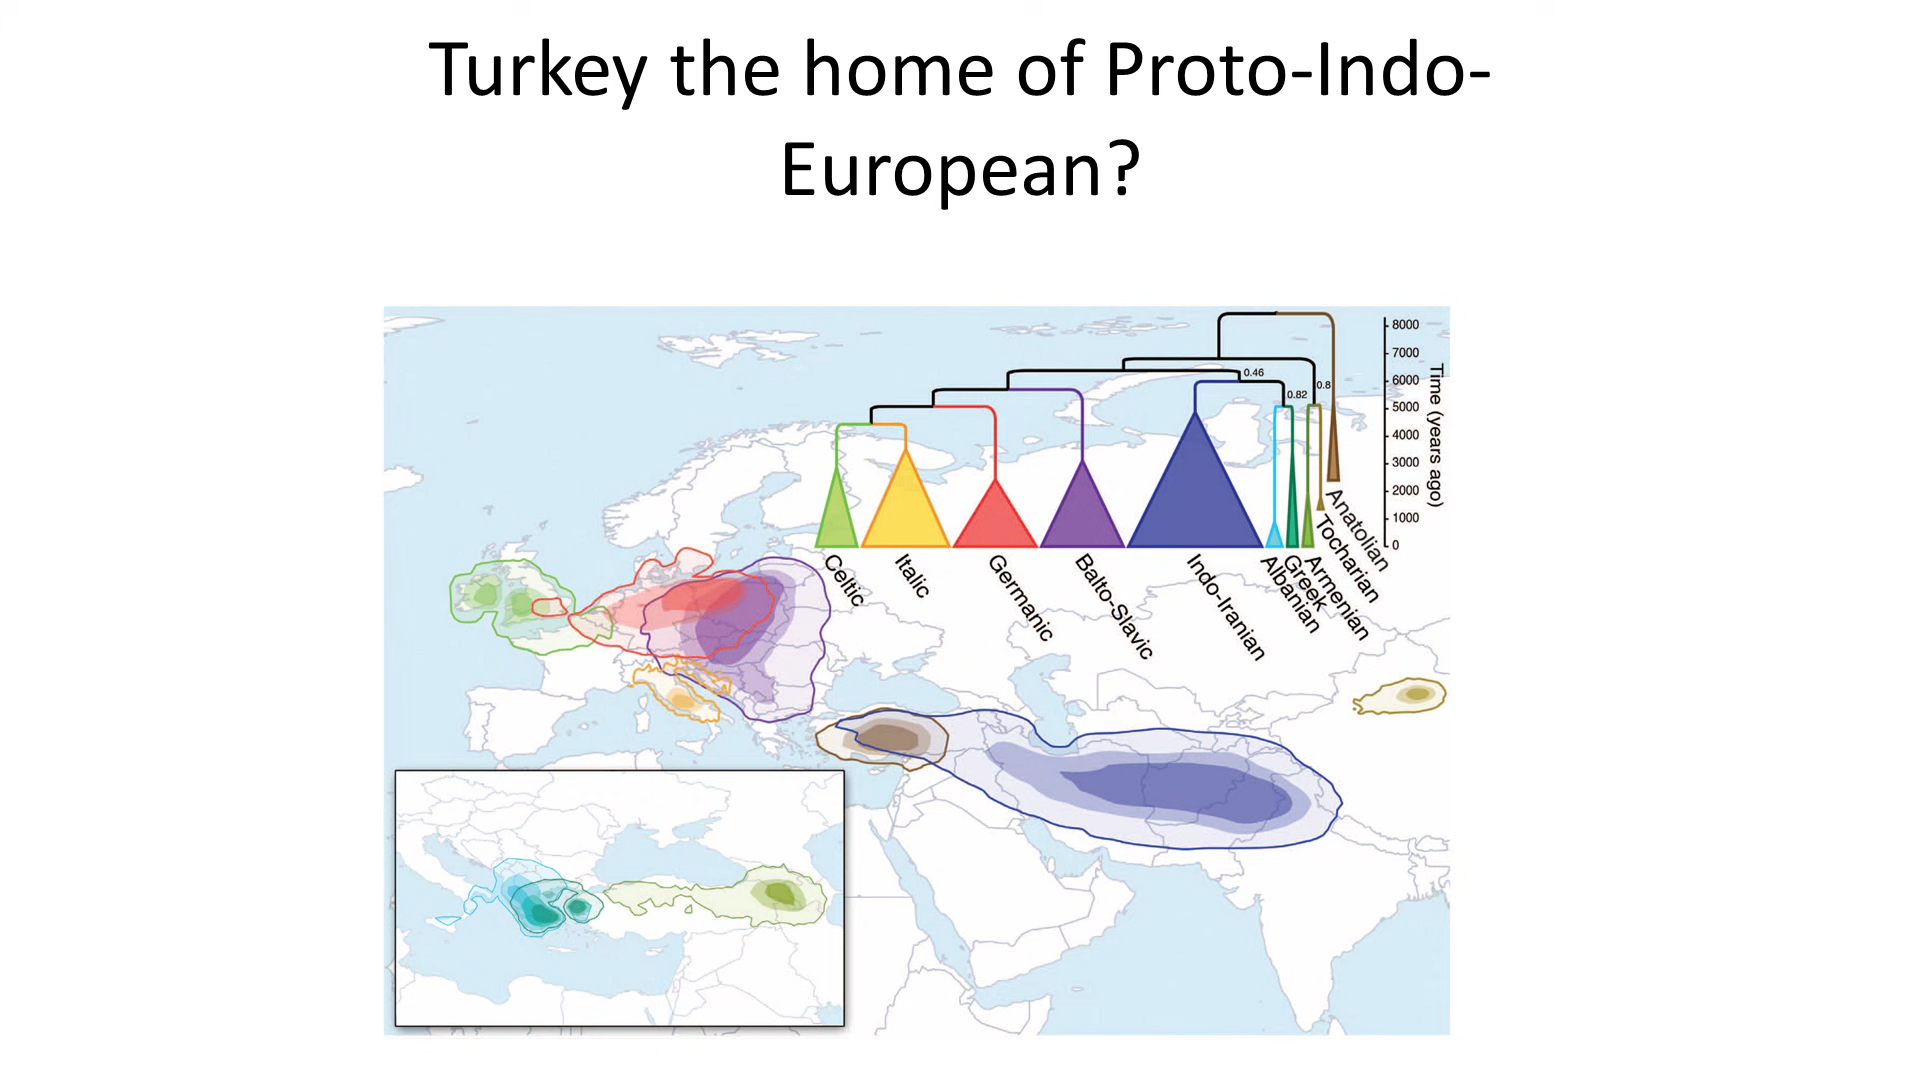 Turkey the home of Proto-Indo-
European?
8000
7000
6000
5000
4000
3000
2000
1000
0
Time (years ago)
0.46
0.82
0.8
Celtic
Italic
Germanic
Balto-Slavic
Indo-Iranian
Albanian
Greek
Armenian
Tocharian
Anatolian